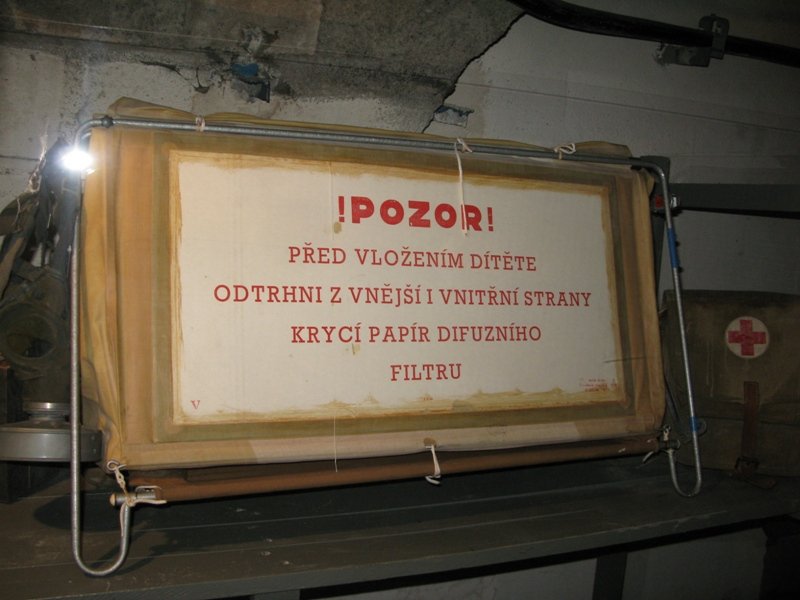 !POZOR!
PŘED VLOŽENÍM DÍTĚTE
ODTRHNI Z VNĚJŠÍ I VNITŘNÍ STRANY
KRYCÍ PAPÍR DIFUZNÍHO
FILTRU
V